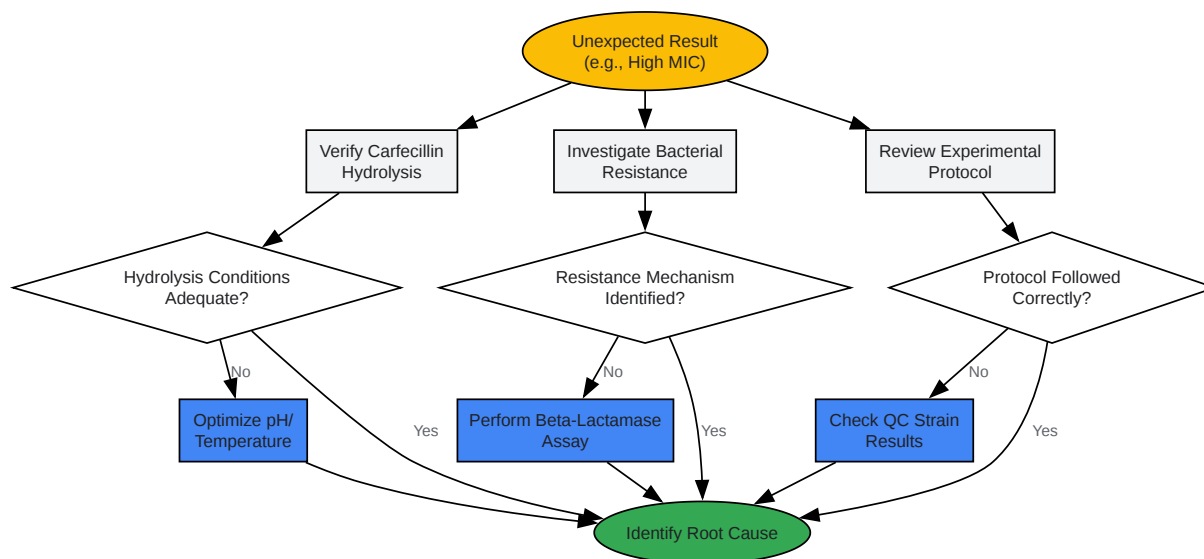 Unexpected Result
(e.g., High MIC)
Verify Carfecillin
Hydrolysis
Investigate Bacterial
Resistance
Review Experimental
Protocol
Hydrolysis Conditions
Adequate?
Resistance Mechanism
Identified?
Protocol Followed
Correctly?
No
No
No
Optimize pH/
Temperature
Yes
Perform Beta-Lactamase
Assay
Yes
Check QC Strain
Results
Yes
Identify Root Cause